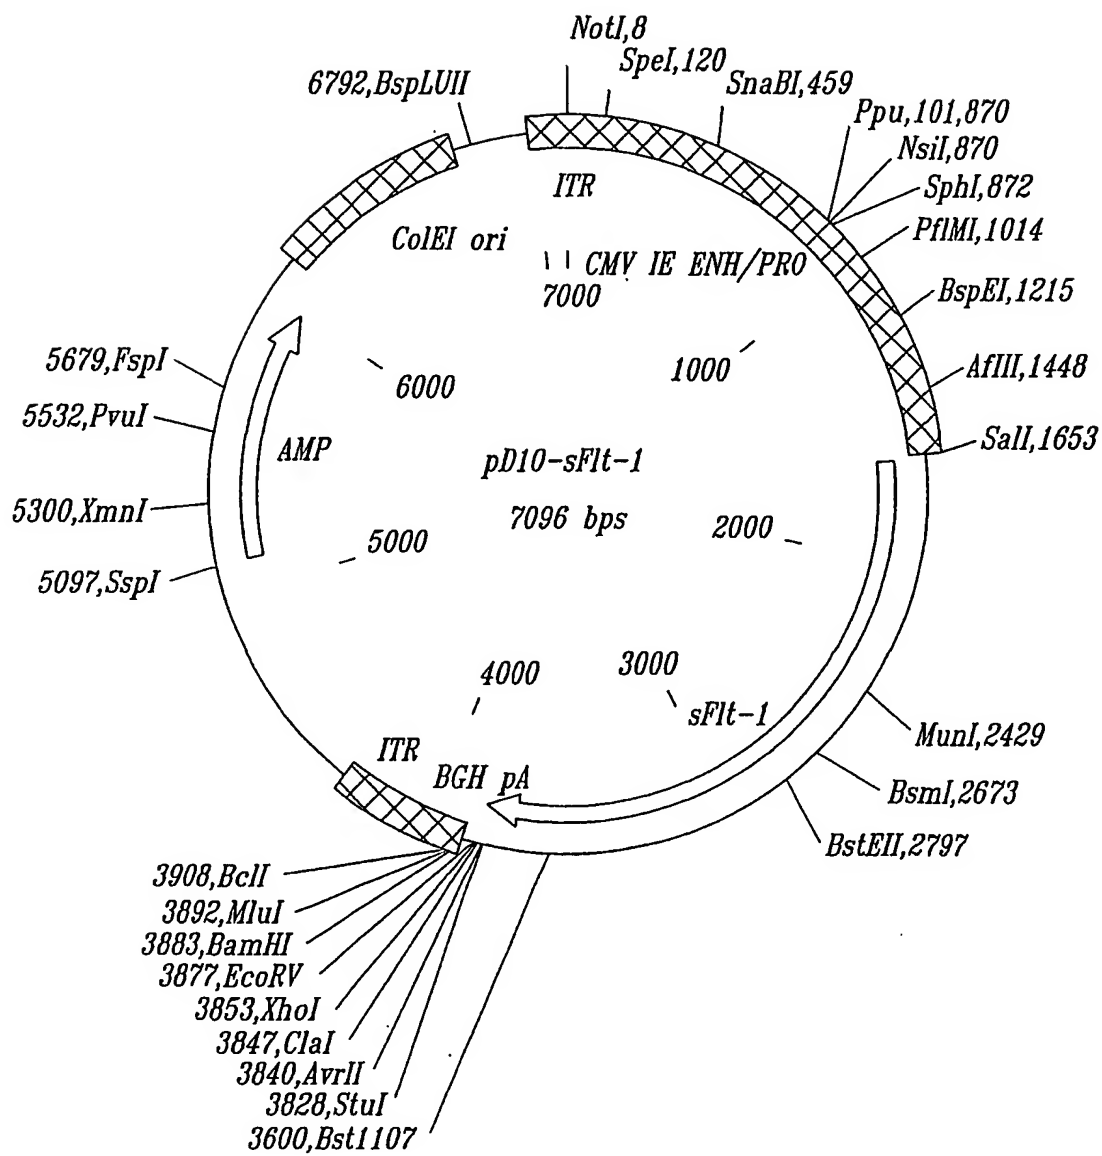 NotI,8
SpeI,120
SnaBI,459
6792,BspLUII
Ppu,101,870
NsiI,870
SphI,872
PflMI,1014
BspEI,1215
AflII,1448
SalI,1653
ITR
ColEI ori
CMV IE ENH/PRO
7000
1000
6000
5679,FspI
5532,PvuI
AMP
pD10-sFlt-1
7096 bps
5300,XmnI
5097,SspI
5000
2000
4000
3000
sFlt-1
MunI,2429
BsmI,2673
BstEII,2797
ITR
BGH pA
3908,BclI
3892,MluI
3883,BamHI
3877,EcoRV
3853,XhoI
3847,ClaI
3840,AvrII
3828,StuI
3600,Bst1107